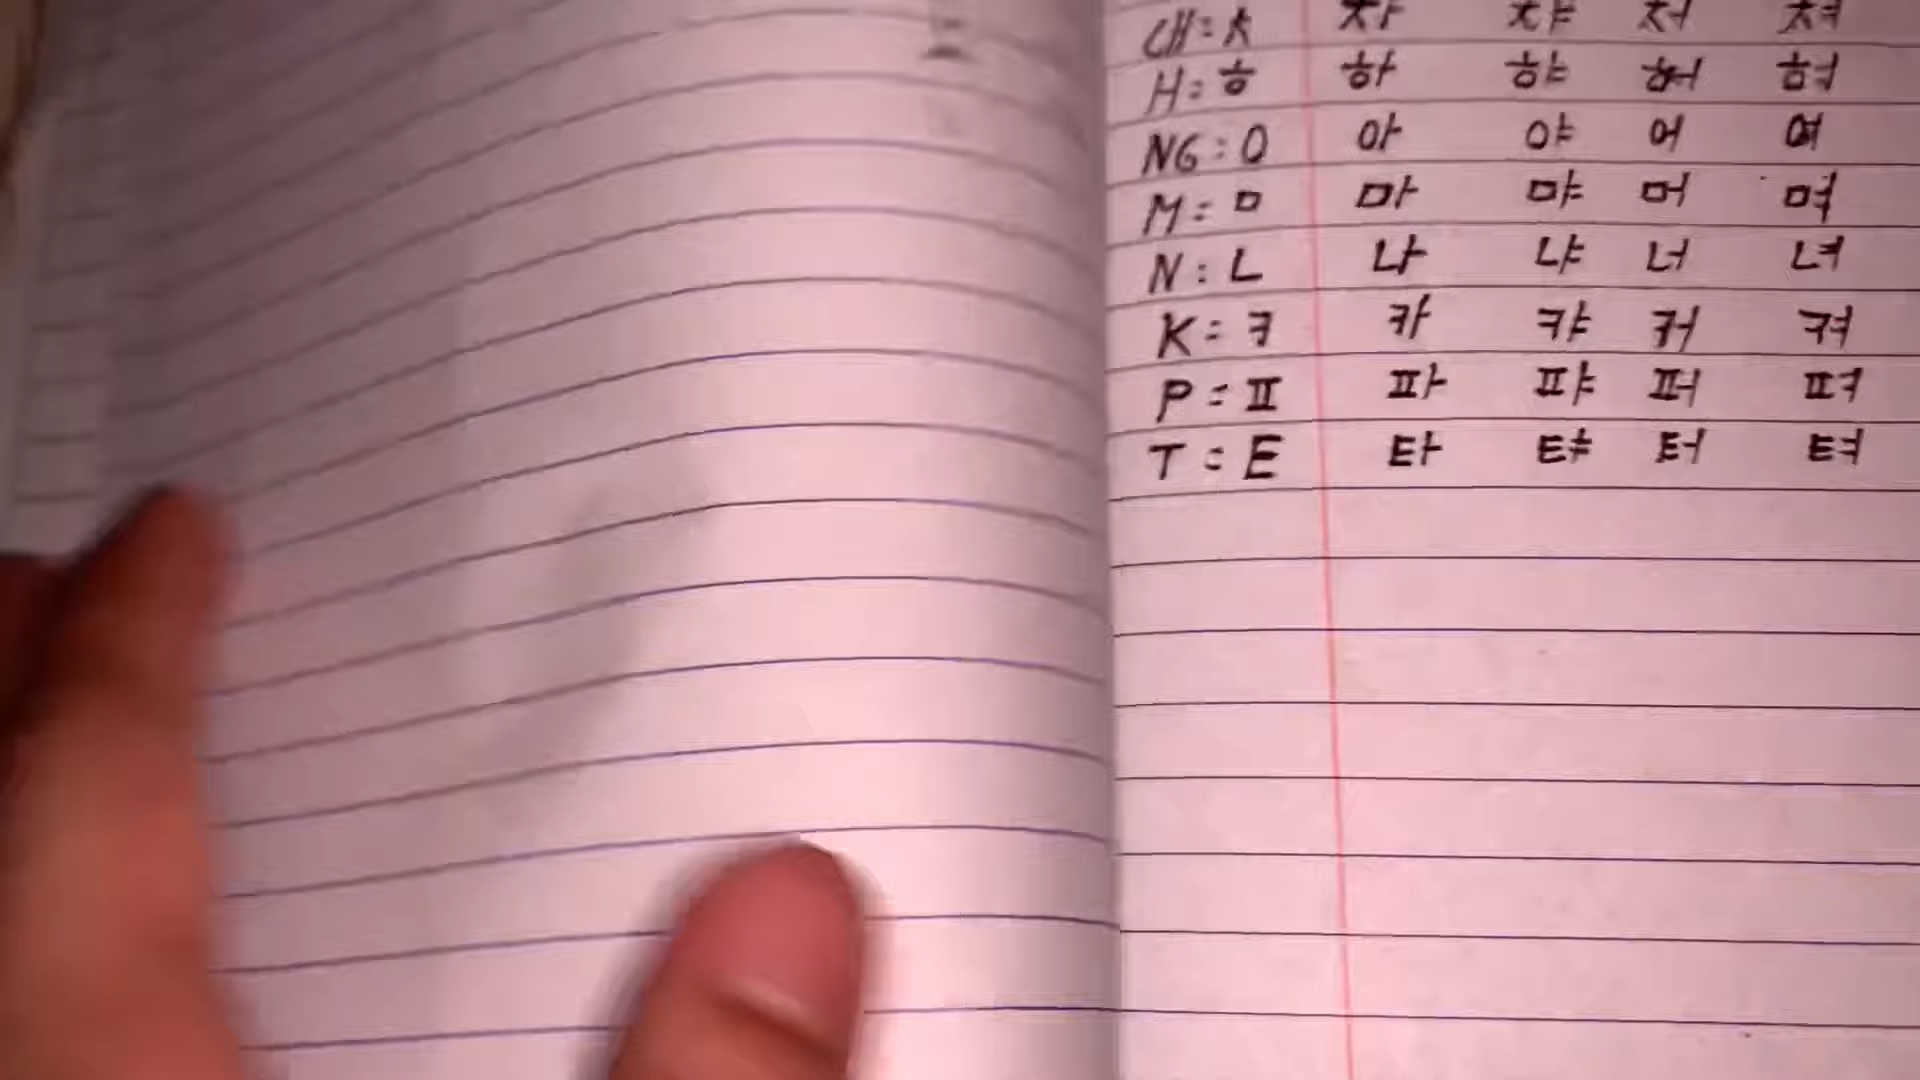 CH = ㅊ 차 챠 처 쳐
H = ㅎ 하 햐 허 혀
NG = ㅇ 아 야 어 여
M = ㅁ 마 먀 머 며
N = ㄴ 나 냐 너 녀
K = ㅋ 카 캬 커 켜
P = ㅍ 파 퍄 퍼 펴
T = ㅌ 타 탸 터 텨